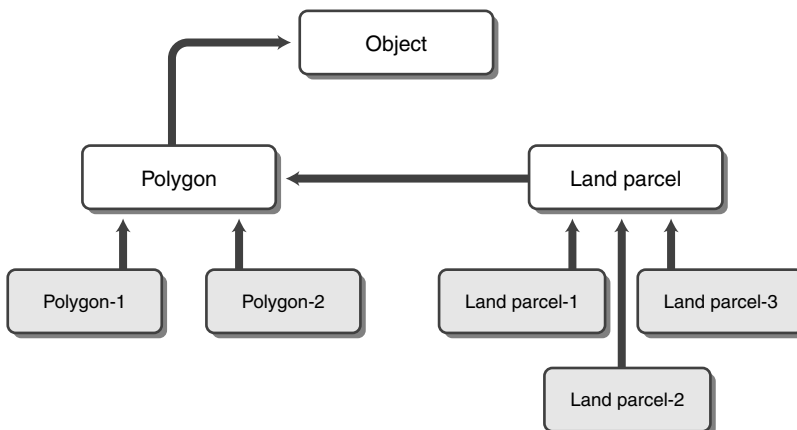 Object
Polygon
Land parcel
Polygon-1
Polygon-2
Land parcel-1
Land parcel-3
Land parcel-2